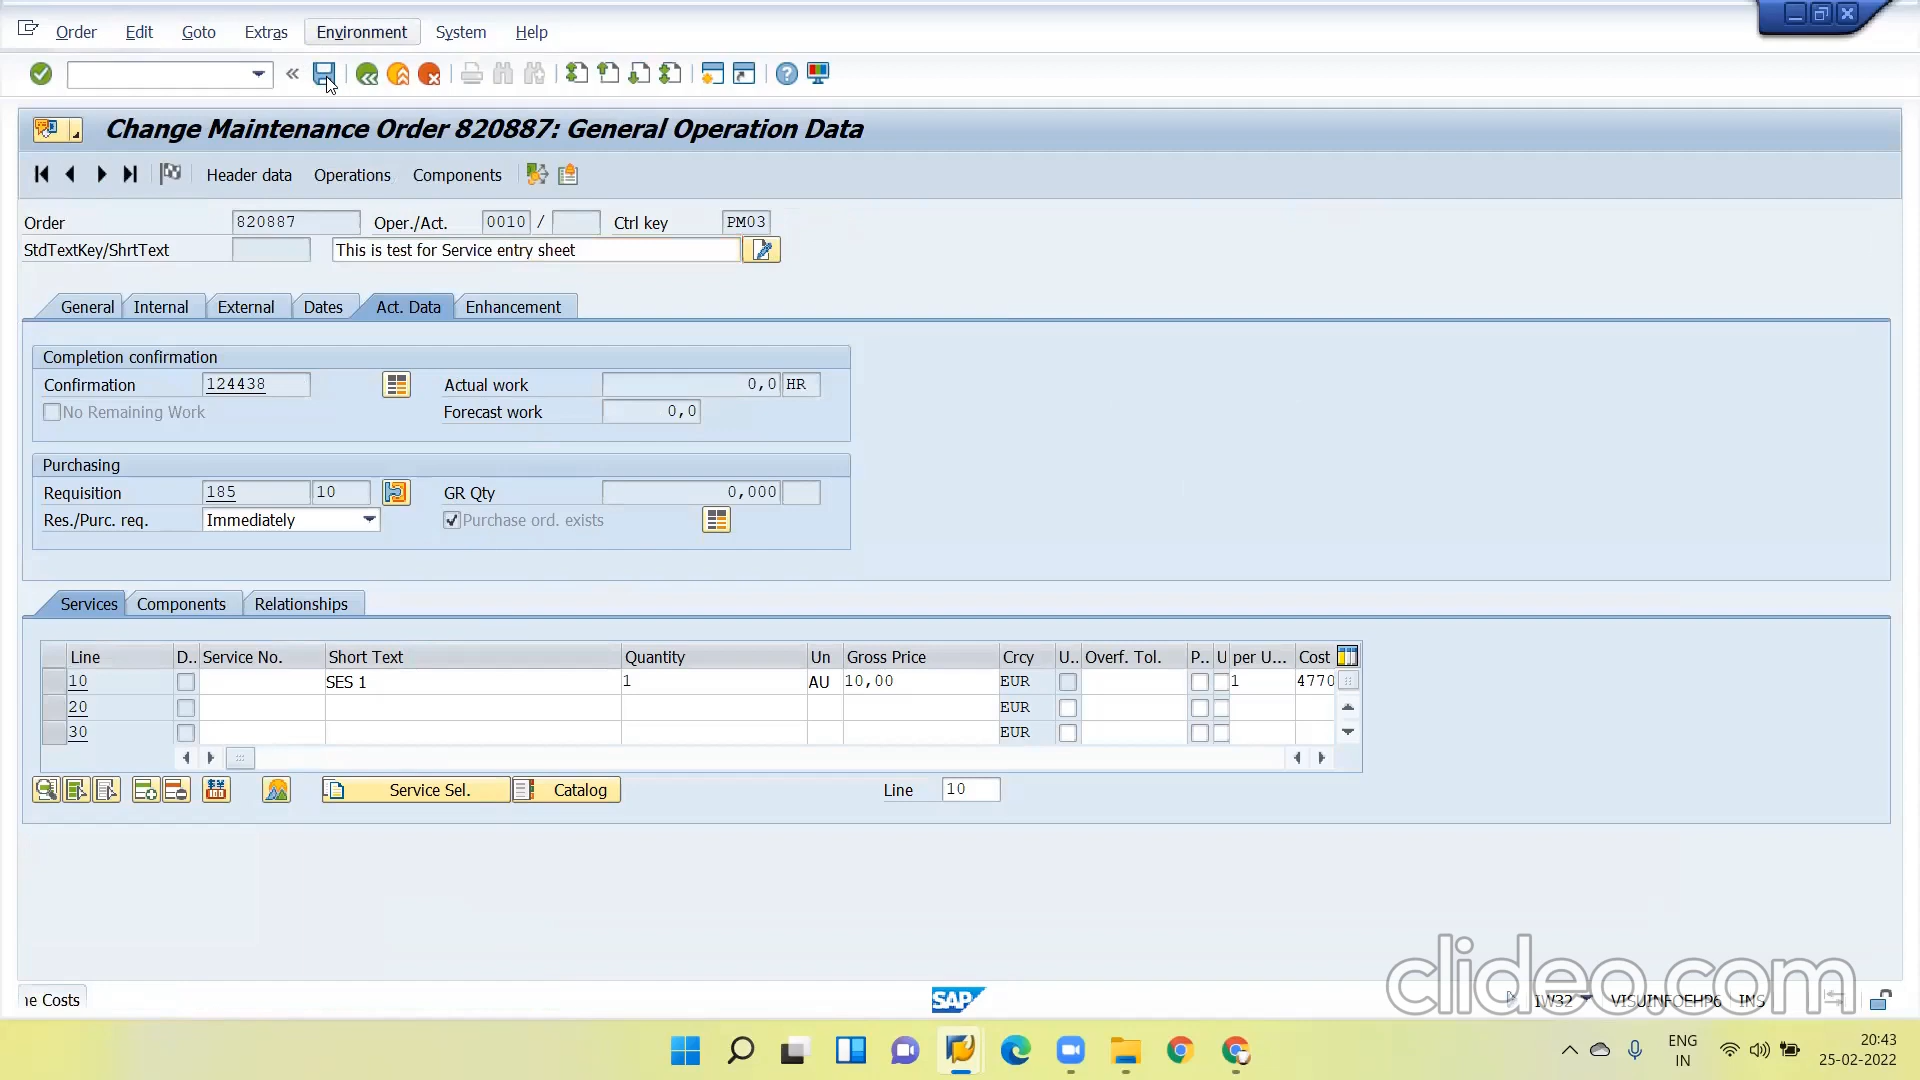 Order Edit Goto Extras Environment System Help
Change Maintenance Order 820887: General Operation Data
Header data Operations Components
Order 820887 Oper./Act. 0010 / Ctrl key PM03
StdTextKey/ShrtText This is test for Service entry sheet
General Internal External Dates Act. Data Enhancement
Completion confirmation
Confirmation 124438 Actual work 0,0 HR
No Remaining Work Forecast work 0,0
Purchasing
Requisition 185 10 GR Qty 0,000
Res./Purc. req. Immediately Purchase ord. exists
Services Components Relationships
Line D.. Service No. Short Text Quantity Un Gross Price Crcy U.. Overf. Tol. P.. U per U... Cost
10 SES 1 1 AU 10,00 EUR 1 4770
20 EUR
30 EUR
Service Sel. Catalog Line 10
clideo.com
ne Costs SAP IW32 VISUINFOEHP6 INS
ENG 20:43
IN 25-02-2022